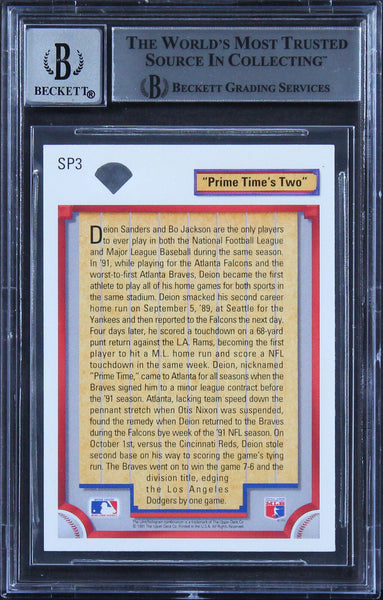 BECKETT®
THE WORLD'S MOST TRUSTED
SOURCE IN COLLECTING™
BECKETT GRADING SERVICES
SP3
"Prime Time's Two"
Deion Sanders and Bo Jackson are the only players
to ever play in both the National Football League
and Major League Baseball during the same season.
In '91, while playing for the Atlanta Falcons and the
worst-to-first Atlanta Braves, Deion became the first
athlete to play all of his home games for both sports in
the same stadium. Deion smacked his second career
home run on September 5, '89, at Seattle for the
Yankees and then reported to the Falcons the next day.
Four days later, he scored a touchdown on a 68-yard
punt return against the L.A. Rams, becoming the first
player to hit a M.L. home run and score a NFL
touchdown in the same week. Deion, nicknamed
"Prime Time," came to Atlanta for all seasons when the
Braves signed him to a minor league contract before
the '91 season. Atlanta, lacking team speed down the
pennant stretch when Otis Nixon was suspended,
found the remedy when Deion returned to the Braves
during the Falcons bye week of the '91 NFL season. On
October 1st, versus the Cincinnati Reds, Deion stole
second base on his way to scoring the game's tying
run. The Braves went on to win the game 7-6 and the
division title, edging
the Los Angeles
Dodgers by one game.